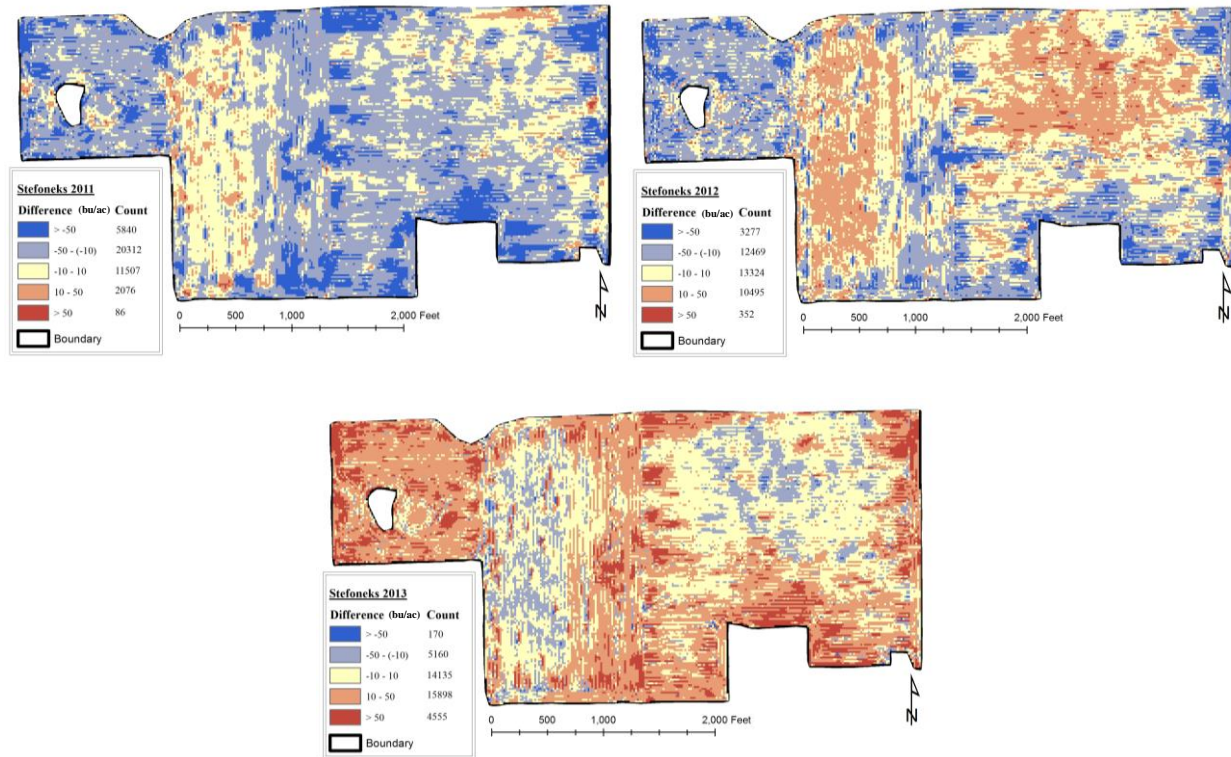 Stefoneks 2011
Difference (bu/ac) Count
> -50 5840
-50 - (-10) 20312
-10 - 10 11507
10 - 50 2076
> 50 86
Boundary
0 500 1,000 2,000 Feet
N
Stefoneks 2012
Difference (bu/ac) Count
> -50 3277
-50 - (-10) 12469
-10 - 10 13324
10 - 50 10495
> 50 352
Boundary
0 500 1,000 2,000 Feet
N
Stefoneks 2013
Difference (bu/ac) Count
> -50 170
-50 - (-10) 5160
-10 - 10 14135
10 - 50 15898
> 50 4555
Boundary
0 500 1,000 2,000 Feet
N